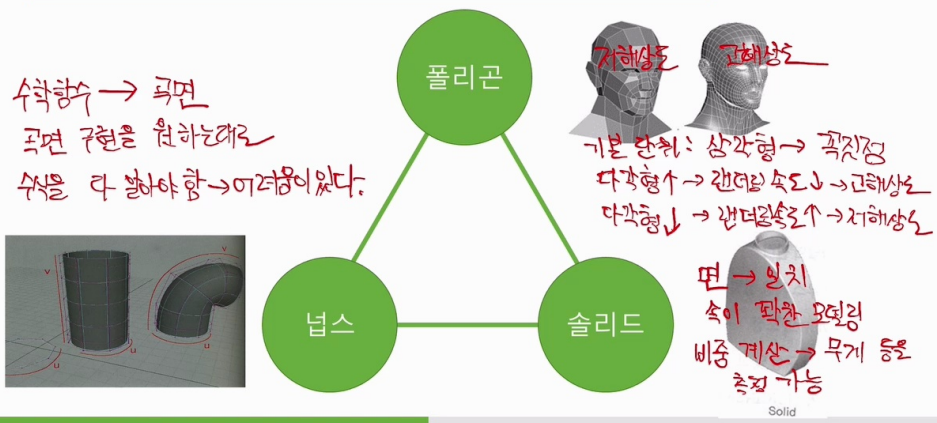 폴리곤
수학함수 → 곡면
곡면 구현을 원하는대로
수식을 다 알아야 함 → 어려움이 있다.
저해상도
고해상도
기본 단위: 삼각형 → 꼭짓점
다각형↑ → 랜더링 속도↓ → 고해상도
다각형↓ → 랜더링속도↑ → 저해상도
넙스
솔리드
v
u
v
u
u
면 → 일치
속이 꽉찬 모델링
비중 계산 → 무게 등을
측정 가능
Solid